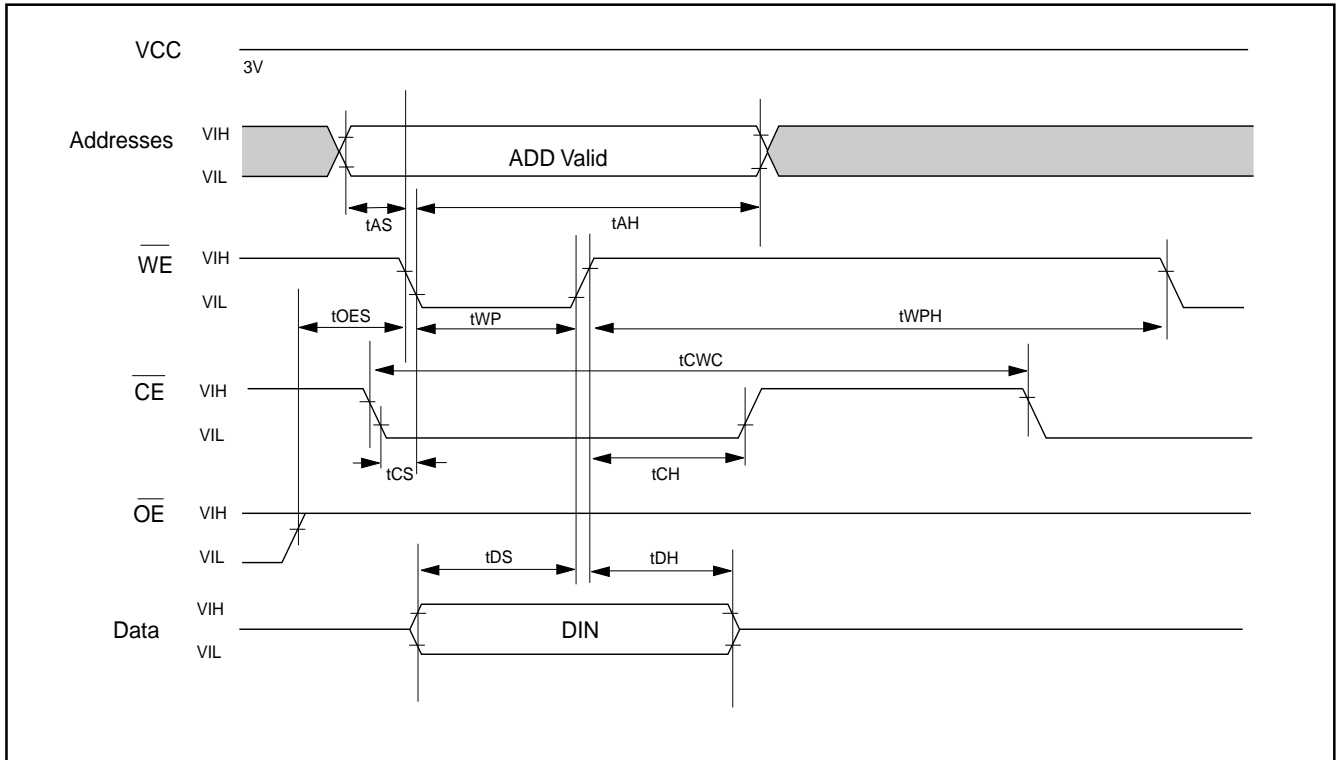 VCC
3V
Addresses VIH
ADD Valid
VIL
tAS tAH
WE VIH
VIL
tOES tWP tWPH
tCWC
CE VIH
VIL
tCS tCH
OE VIH
VIL
tDS tDH
VIH
Data DIN
VIL